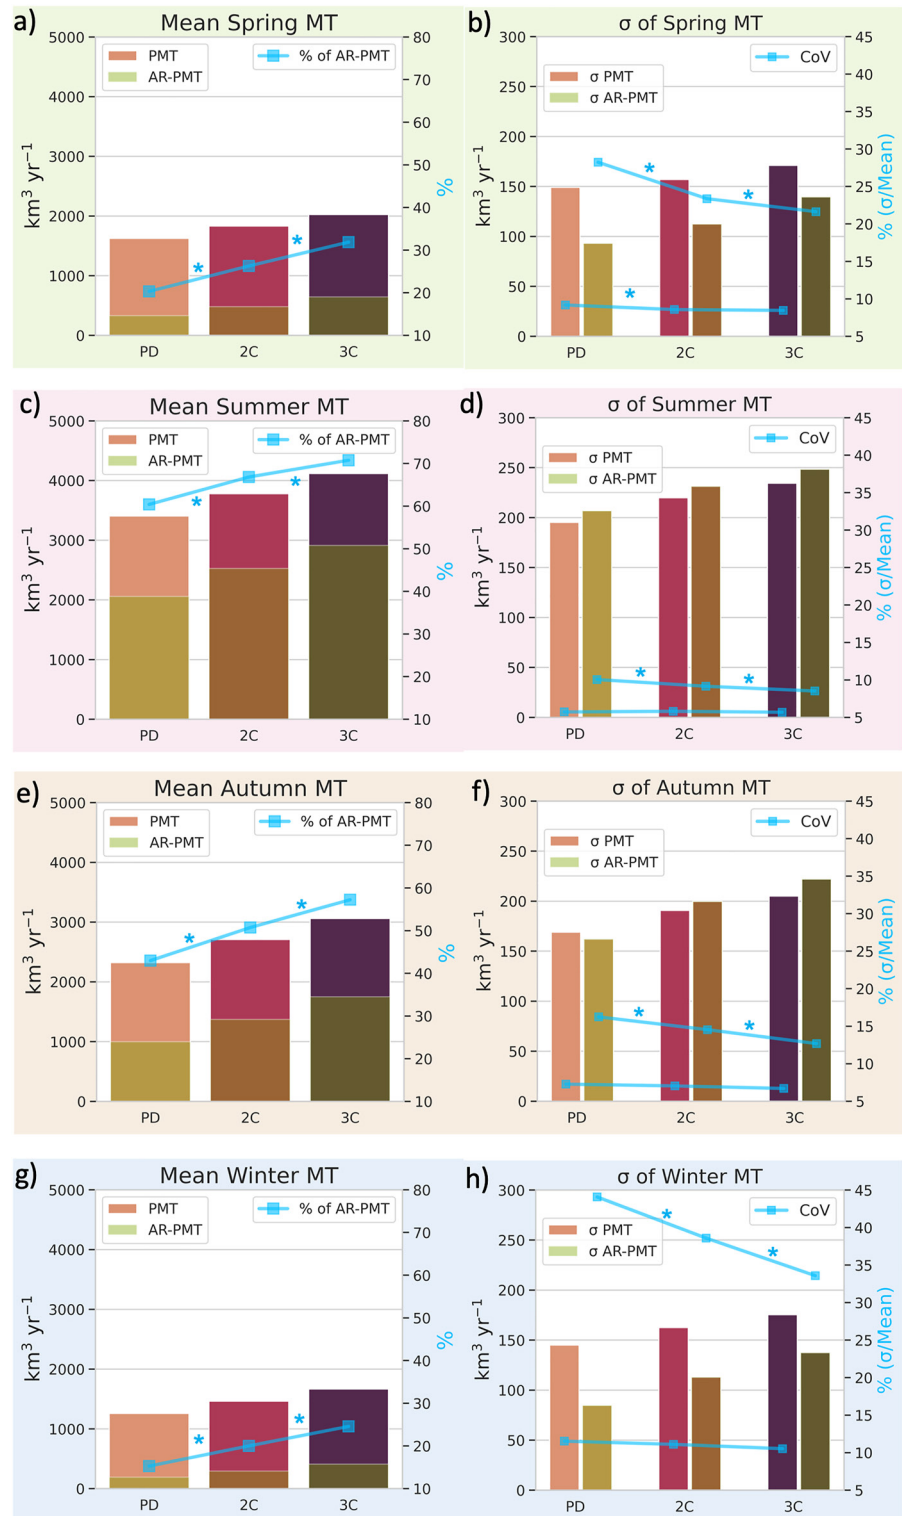 a) Mean Spring MT
PMT
AR-PMT
% of AR-PMT
km³ yr⁻¹
5000
4000
3000
2000
1000
0
80
70
60
50
40
30
20
10
%
* *
PD 2C 3C
b) σ of Spring MT
σ PMT
σ AR-PMT
CoV
km³ yr⁻¹
300
250
200
150
100
50
0
45
40
35
30
25
20
15
10
5
% (σ/Mean)
* *
*
PD 2C 3C
c) Mean Summer MT
PMT
AR-PMT
% of AR-PMT
km³ yr⁻¹
5000
4000
3000
2000
1000
0
80
70
60
50
40
30
20
10
%
* *
PD 2C 3C
d) σ of Summer MT
σ PMT
σ AR-PMT
CoV
km³ yr⁻¹
300
250
200
150
100
50
0
45
40
35
30
25
20
15
10
5
% (σ/Mean)
* *
PD 2C 3C
e) Mean Autumn MT
PMT
AR-PMT
% of AR-PMT
km³ yr⁻¹
5000
4000
3000
2000
1000
0
80
70
60
50
40
30
20
10
%
* *
PD 2C 3C
f) σ of Autumn MT
σ PMT
σ AR-PMT
CoV
km³ yr⁻¹
300
250
200
150
100
50
0
45
40
35
30
25
20
15
10
5
% (σ/Mean)
* *
PD 2C 3C
g) Mean Winter MT
PMT
AR-PMT
% of AR-PMT
km³ yr⁻¹
5000
4000
3000
2000
1000
0
80
70
60
50
40
30
20
10
%
* *
PD 2C 3C
h) σ of Winter MT
σ PMT
σ AR-PMT
CoV
km³ yr⁻¹
300
250
200
150
100
50
0
45
40
35
30
25
20
15
10
5
% (σ/Mean)
* *
PD 2C 3C